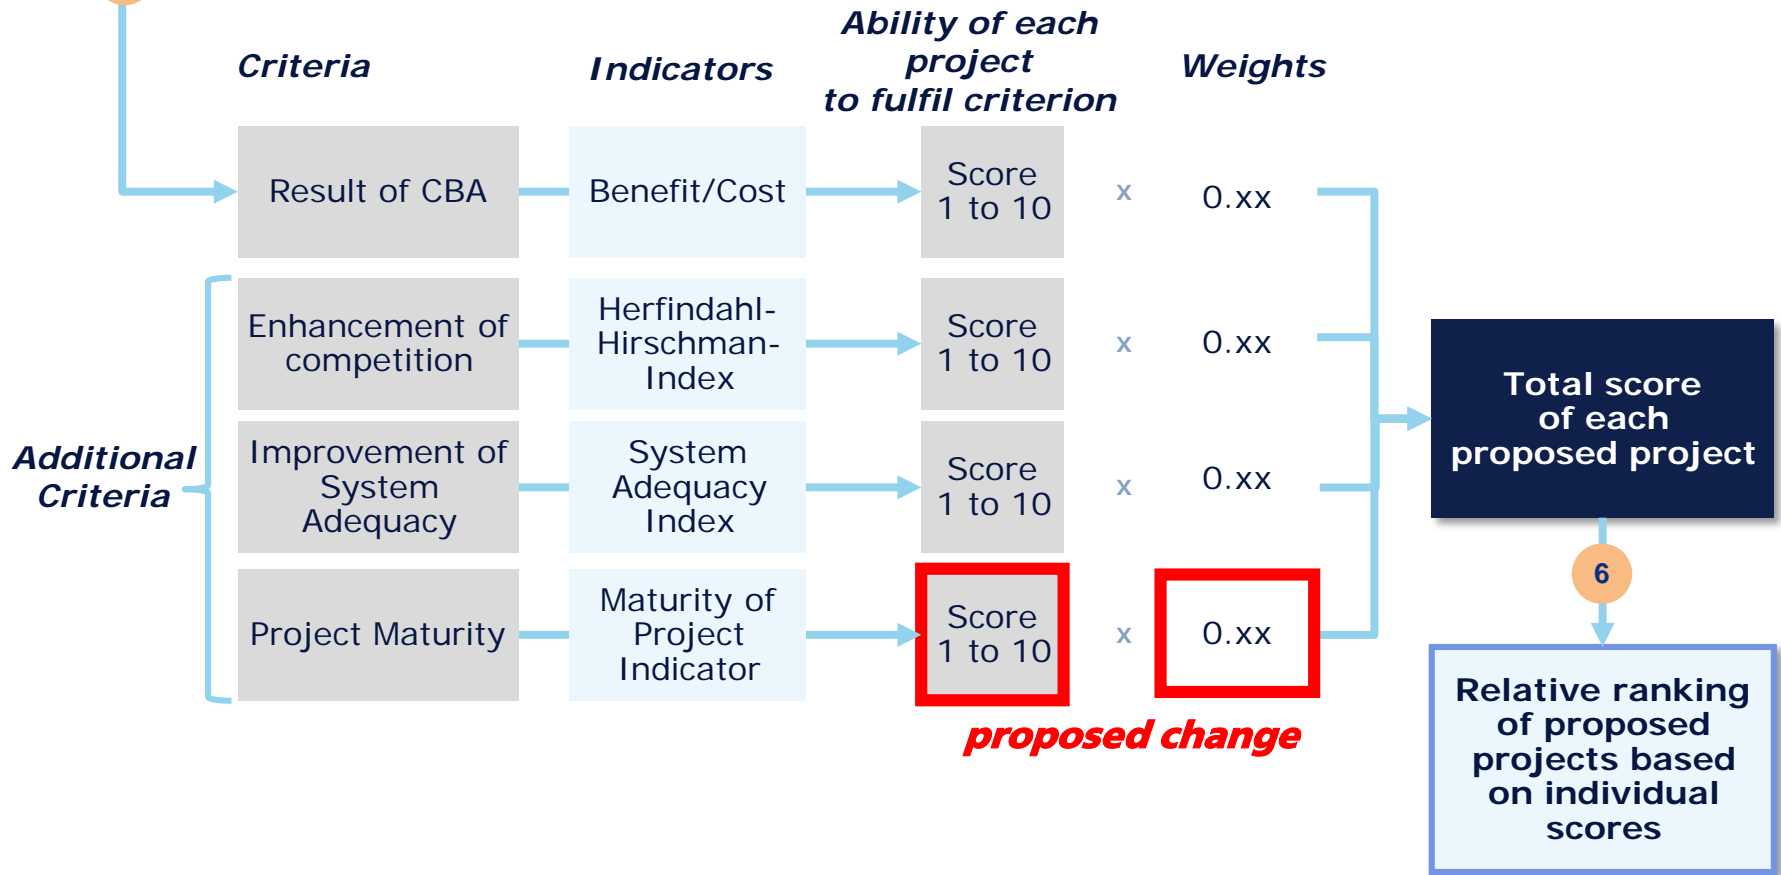 Ability of each
project
to fulfil criterion
Criteria
Indicators
Weights
Result of CBA
Benefit/Cost
Score
1 to 10
x
0.xx
Enhancement of
competition
Herfindahl-
Hirschman-
Index
Score
1 to 10
x
0.xx
Additional
Criteria
Improvement of
System
Adequacy
System
Adequacy
Index
Score
1 to 10
x
0.xx
Project Maturity
Maturity of
Project
Indicator
Score
1 to 10
x
0.xx
proposed change
Total score
of each
proposed project
6
Relative ranking
of proposed
projects based
on individual
scores